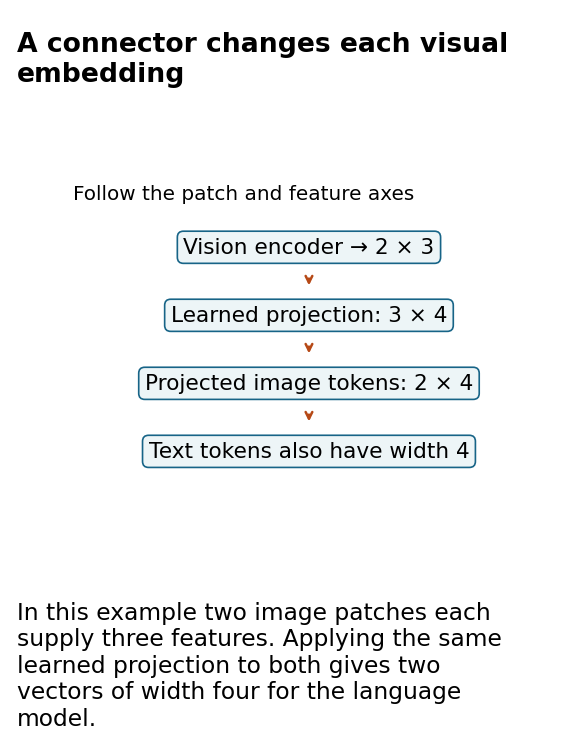 A connector changes each visual
embedding
Follow the patch and feature axes
Vision encoder → 2 × 3
Learned projection: 3 × 4
Projected image tokens: 2 × 4
Text tokens also have width 4
In this example two image patches each
supply three features. Applying the same
learned projection to both gives two
vectors of width four for the language
model.